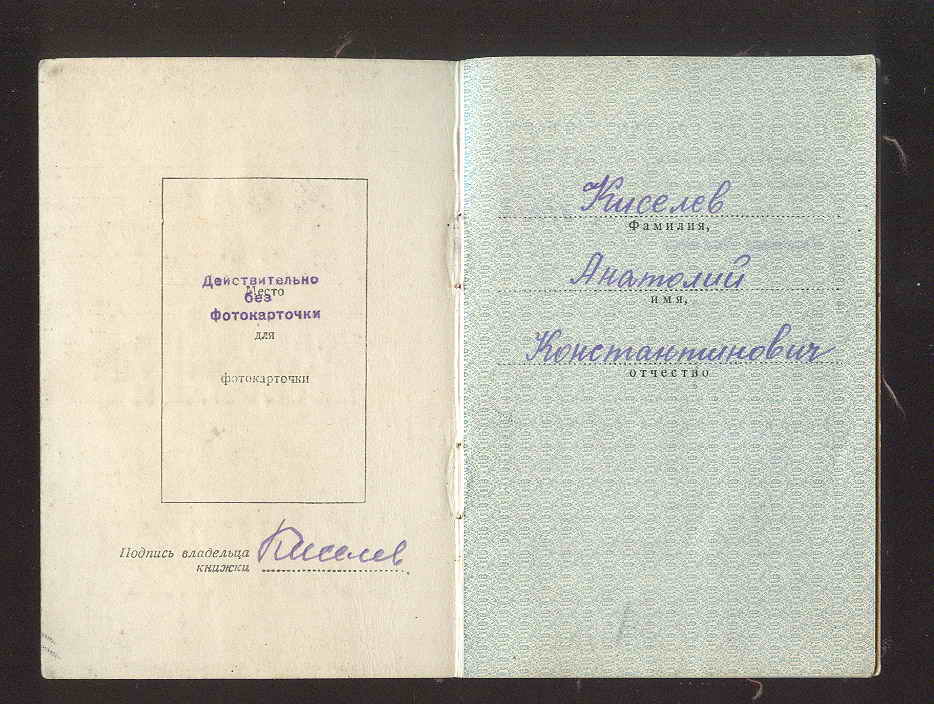 Действительно
без
фотокарточки
Место
для
фотокарточки
Подпись владельца
книжки Киселев
Киселев
Фамилия,
Анатолий
имя,
Константинович
отчество